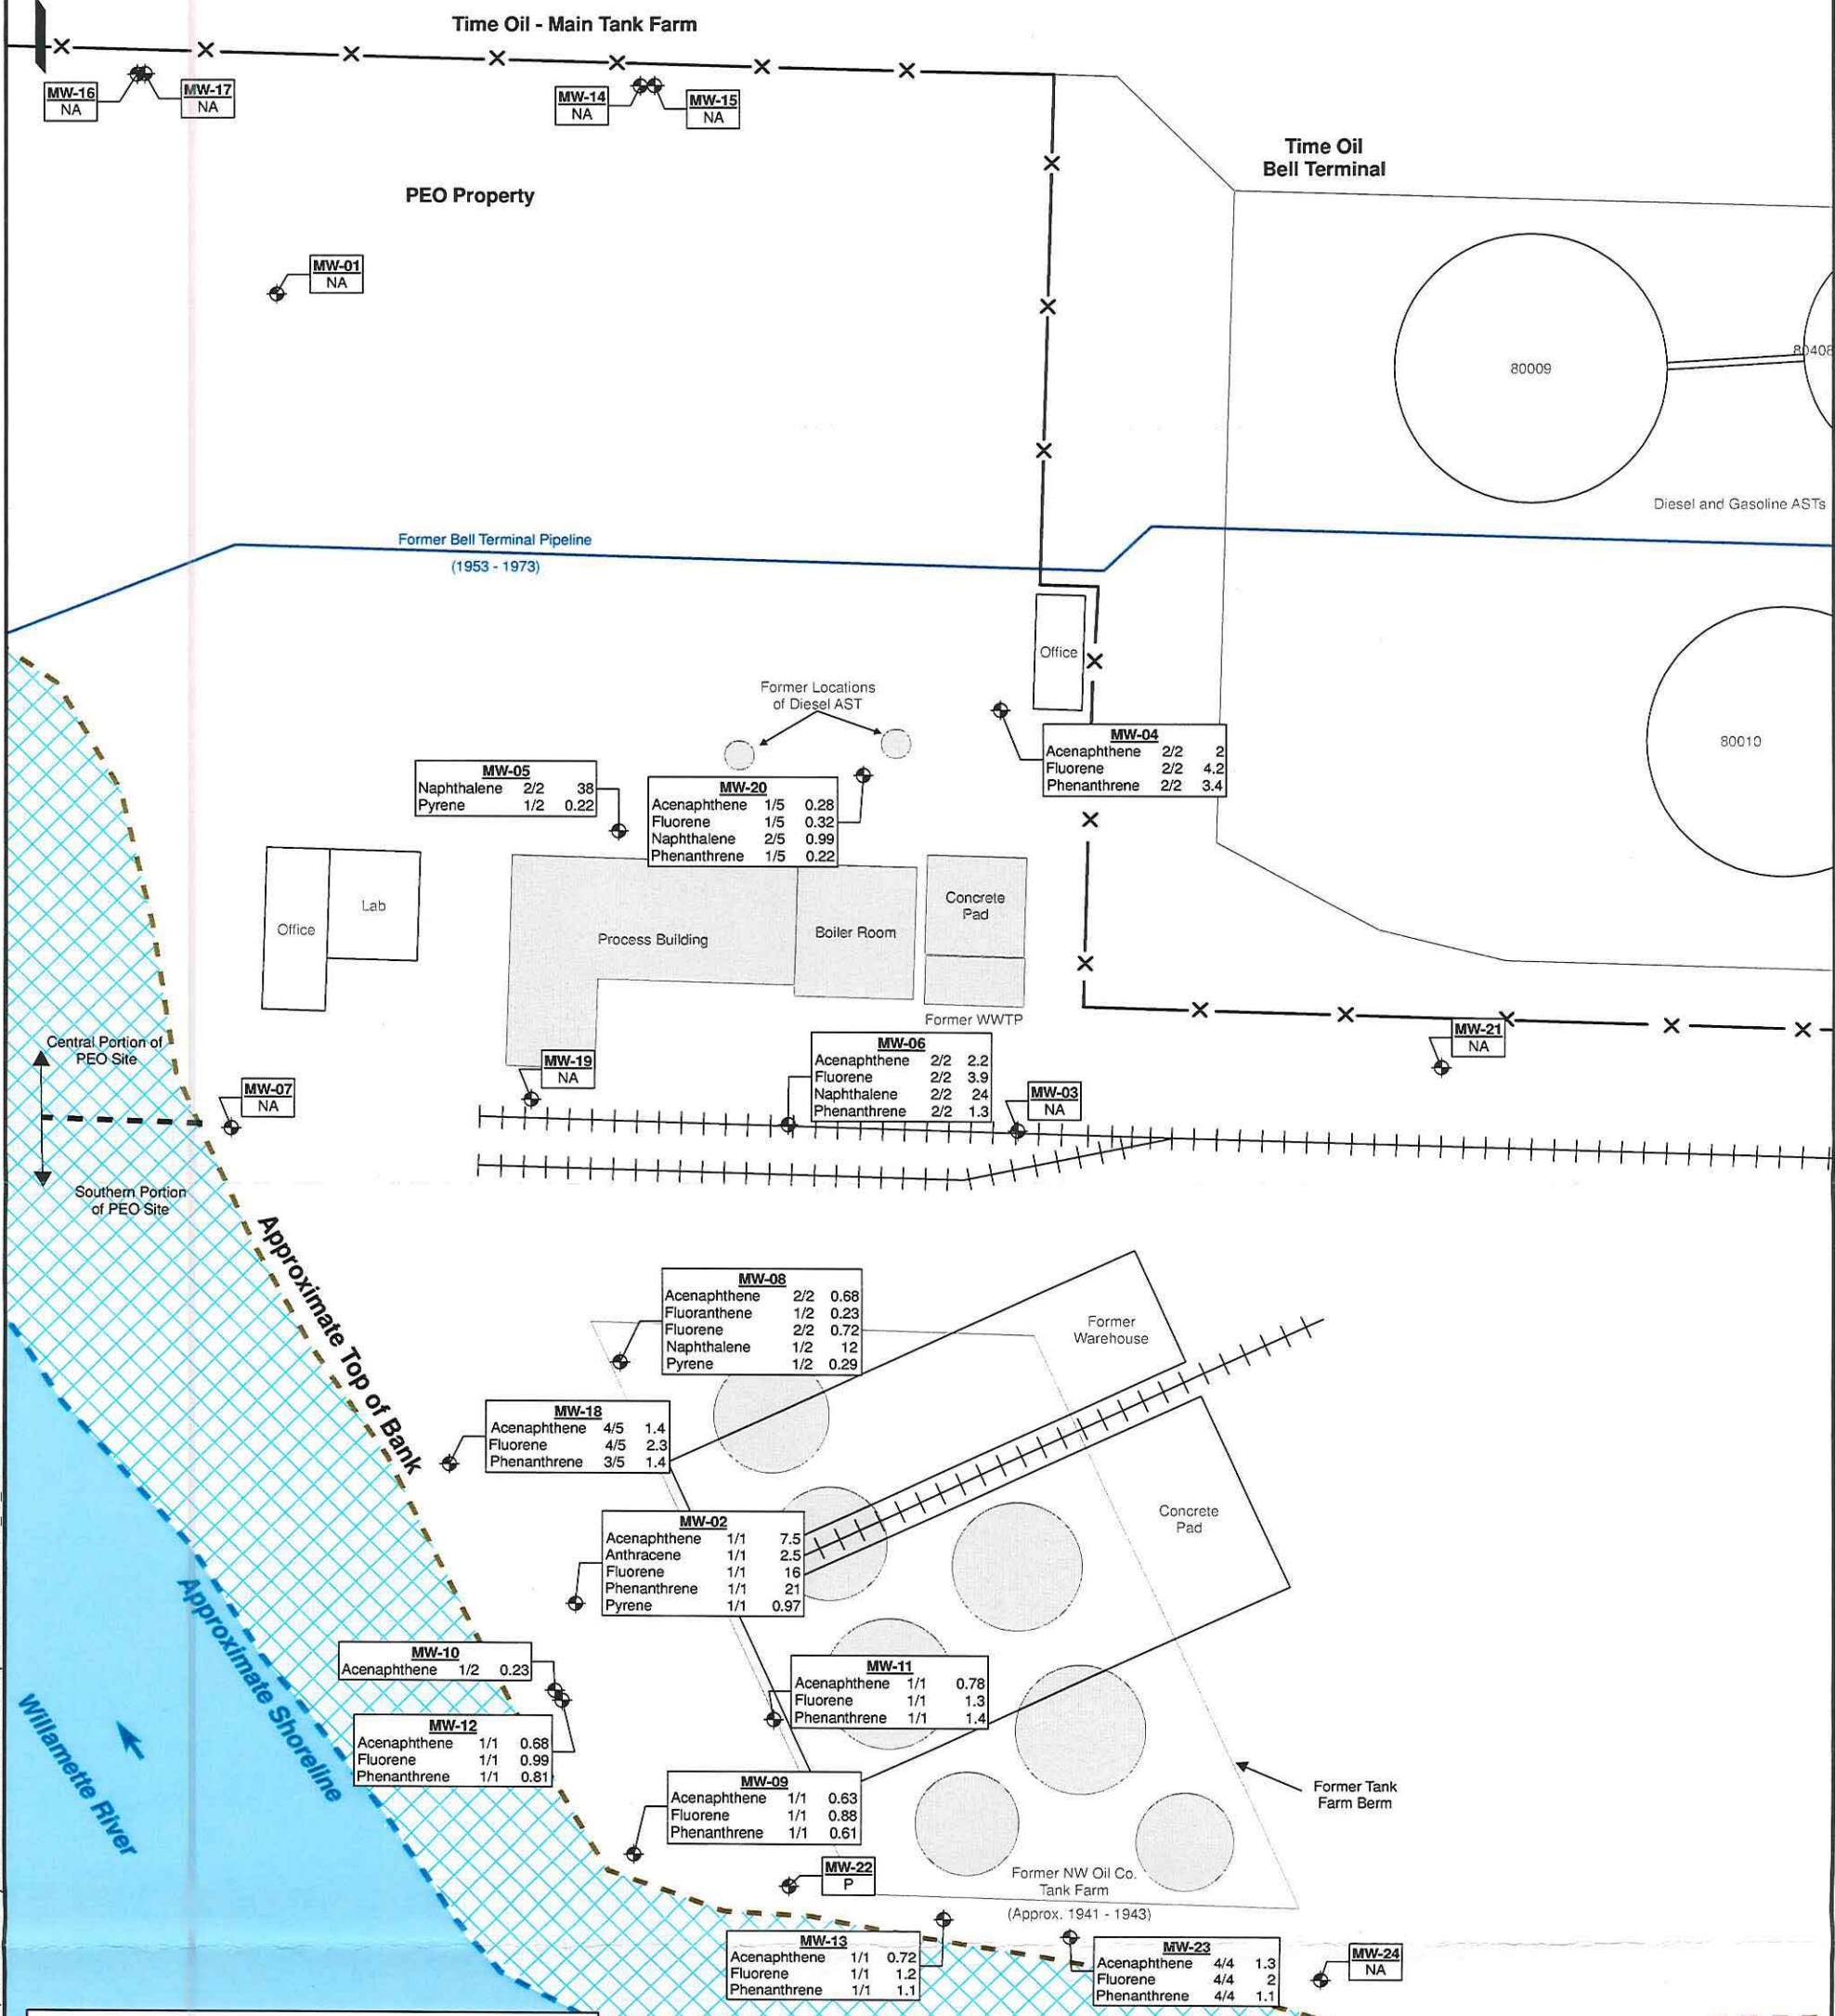 Time Oil - Main Tank Farm
MW-16
NA
MW-17
NA
MW-14
NA
MW-15
NA
Time Oil
Bell Terminal
PEO Property
MW-01
NA
80009
80408
Diesel and Gasoline ASTs
Former Bell Terminal Pipeline
(1953 - 1973)
Office
Former Locations
of Diesel AST
MW-04
Acenaphthene 2/2 2
Fluorene 2/2 4.2
Phenanthrene 2/2 3.4
80010
MW-05
Naphthalene 2/2 38
Pyrene 1/2 0.22
MW-20
Acenaphthene 1/5 0.28
Fluorene 1/5 0.32
Naphthalene 2/5 0.99
Phenanthrene 1/5 0.22
Office
Lab
Process Building
Boiler Room
Concrete
Pad
Former WWTP
MW-21
NA
Central Portion of
PEO Site
MW-07
NA
MW-19
NA
MW-06
Acenaphthene 2/2 2.2
Fluorene 2/2 3.9
Naphthalene 2/2 24
Phenanthrene 2/2 1.3
MW-03
NA
Southern Portion
of PEO Site
Approximate Top of Bank
MW-08
Acenaphthene 2/2 0.68
Fluoranthene 1/2 0.23
Fluorene 2/2 0.72
Naphthalene 1/2 12
Pyrene 1/2 0.29
Former
Warehouse
MW-18
Acenaphthene 4/5 1.4
Fluorene 4/5 2.3
Phenanthrene 3/5 1.4
MW-02
Acenaphthene 1/1 7.5
Anthracene 1/1 2.5
Fluorene 1/1 16
Phenanthrene 1/1 21
Pyrene 1/1 0.97
Concrete
Pad
Approximate Shoreline
Willamette River
MW-10
Acenaphthene 1/2 0.23
MW-11
Acenaphthene 1/1 0.78
Fluorene 1/1 1.3
Phenanthrene 1/1 1.4
MW-12
Acenaphthene 1/1 0.68
Fluorene 1/1 0.99
Phenanthrene 1/1 0.81
MW-09
Acenaphthene 1/1 0.63
Fluorene 1/1 0.88
Phenanthrene 1/1 0.61
Former Tank
Farm Berm
MW-22
P
Former NW Oil Co.
Tank Farm
(Approx. 1941 - 1943)
MW-13
Acenaphthene 1/1 0.72
Fluorene 1/1 1.2
Phenanthrene 1/1 1.1
MW-23
Acenaphthene 4/4 1.3
Fluorene 4/4 2
Phenanthrene 4/4 1.1
MW-24
NA